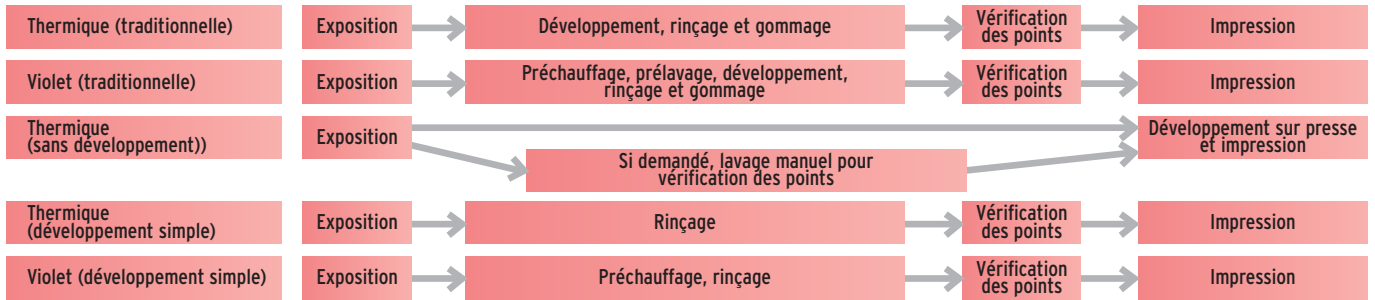 Thermique (traditionnelle)
Exposition
Développement, rinçage et gommage
Vérification
des points
Impression
Violet (traditionnelle)
Exposition
Préchauffage, prélavage, développement,
rinçage et gommage
Vérification
des points
Impression
Thermique
(sans développement))
Exposition
Développement sur presse
et impression
Si demandé, lavage manuel pour
vérification des points
Thermique
(développement simple)
Exposition
Rinçage
Vérification
des points
Impression
Violet (développement simple)
Exposition
Préchauffage, rinçage
Vérification
des points
Impression